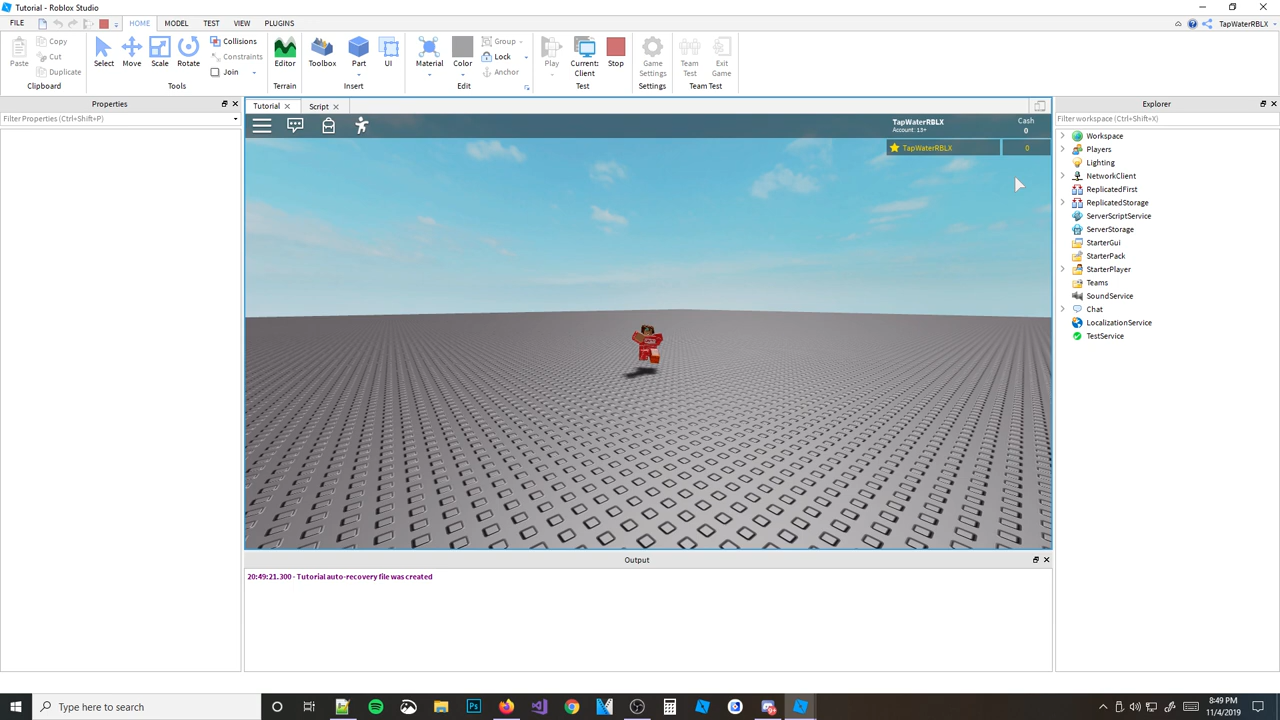 Tutorial - Roblox Studio
FILE HOME MODEL TEST VIEW PLUGINS TapWaterRBLX
Paste Copy Cut Duplicate Clipboard
Select Move Scale Rotate Collisions Constraints Join Tools
Editor Terrain
Toolbox Part UI Insert
Material Color Group Lock Anchor Edit
Play Current: Client Stop Test
Game Settings Settings
Team Test Exit Game Team Test
Properties
Filter Properties (Ctrl+Shift+P)
Tutorial Script
TapWaterRBLX Cash
Account: 13+ 0
TapWaterRBLX 0
Output
20:49:21.300 - Tutorial auto-recovery file was created
Explorer
Filter workspace (Ctrl+Shift+X)
Workspace
Players
Lighting
NetworkClient
ReplicatedFirst
ReplicatedStorage
ServerScriptService
ServerStorage
StarterGui
StarterPack
StarterPlayer
Teams
SoundService
Chat
LocalizationService
TestService
Type here to search
8:49 PM
11/4/2019